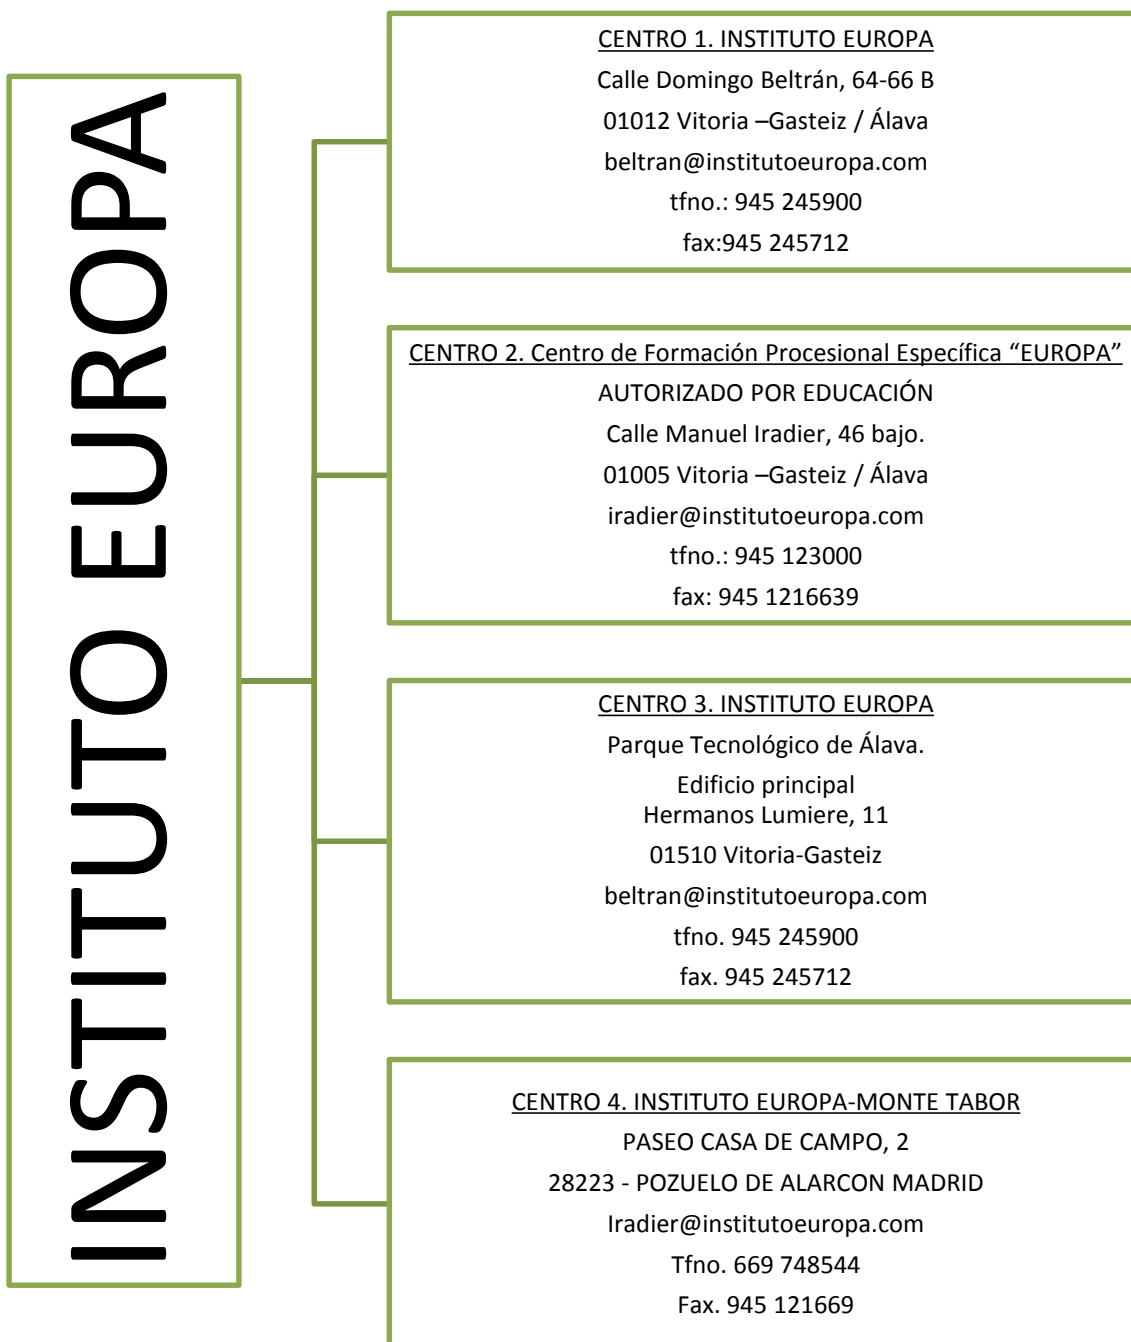 INSTITUTO EUROPA
CENTRO 1. INSTITUTO EUROPA
Calle Domingo Beltrán, 64-66 B
01012 Vitoria –Gasteiz / Álava
beltran@institutoeuropa.com
tfno.: 945 245900
fax:945 245712
CENTRO 2. Centro de Formación Procesional Específica “EUROPA”
AUTORIZADO POR EDUCACIÓN
Calle Manuel Iradier, 46 bajo.
01005 Vitoria –Gasteiz / Álava
iradier@institutoeuropa.com
tfno.: 945 123000
fax: 945 1216639
CENTRO 3. INSTITUTO EUROPA
Parque Tecnológico de Álava.
Edificio principal
Hermanos Lumiere, 11
01510 Vitoria-Gasteiz
beltran@institutoeuropa.com
tfno. 945 245900
fax. 945 245712
CENTRO 4. INSTITUTO EUROPA-MONTE TABOR
PASEO CASA DE CAMPO, 2
28223 - POZUELO DE ALARCON MADRID
Iradier@institutoeuropa.com
Tfno. 669 748544
Fax. 945 121669